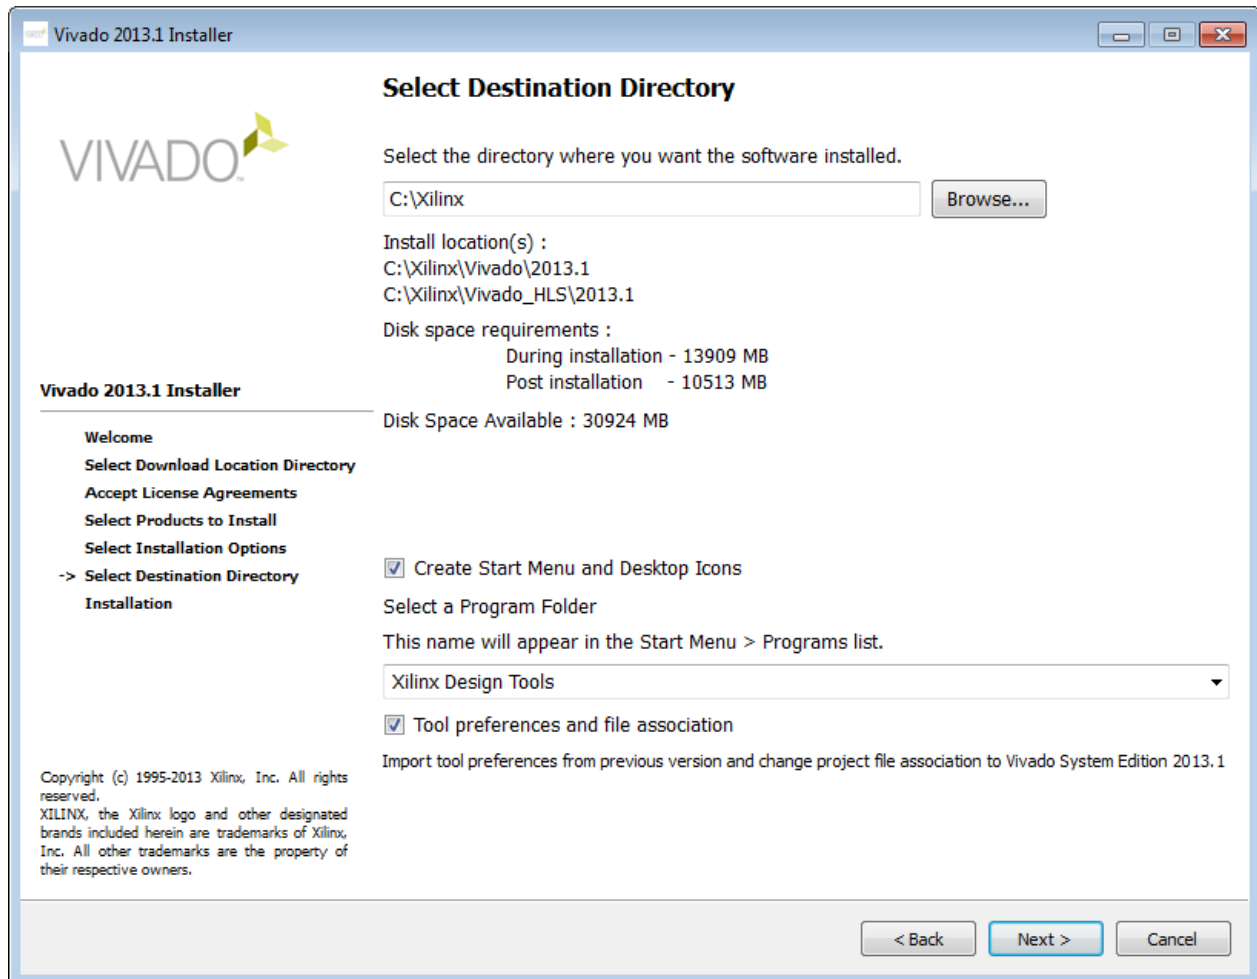 Vivado 2013.1 Installer
VIVADO™
Select Destination Directory
Select the directory where you want the software installed.
C:\Xilinx
Browse...
Install location(s) :
C:\Xilinx\Vivado\2013.1
C:\Xilinx\Vivado_HLS\2013.1
Disk space requirements :
During installation - 13909 MB
Post installation - 10513 MB
Disk Space Available : 30924 MB
Vivado 2013.1 Installer
Welcome
Select Download Location Directory
Accept License Agreements
Select Products to Install
Select Installation Options
-> Select Destination Directory
Installation
Create Start Menu and Desktop Icons
Select a Program Folder
This name will appear in the Start Menu > Programs list.
Xilinx Design Tools
Tool preferences and file association
Import tool preferences from previous version and change project file association to Vivado System Edition 2013.1
Copyright (c) 1995-2013 Xilinx, Inc. All rights
reserved.
XILINX, the Xilinx logo and other designated
brands included herein are trademarks of Xilinx,
Inc. All other trademarks are the property of
their respective owners.
< Back
Next >
Cancel